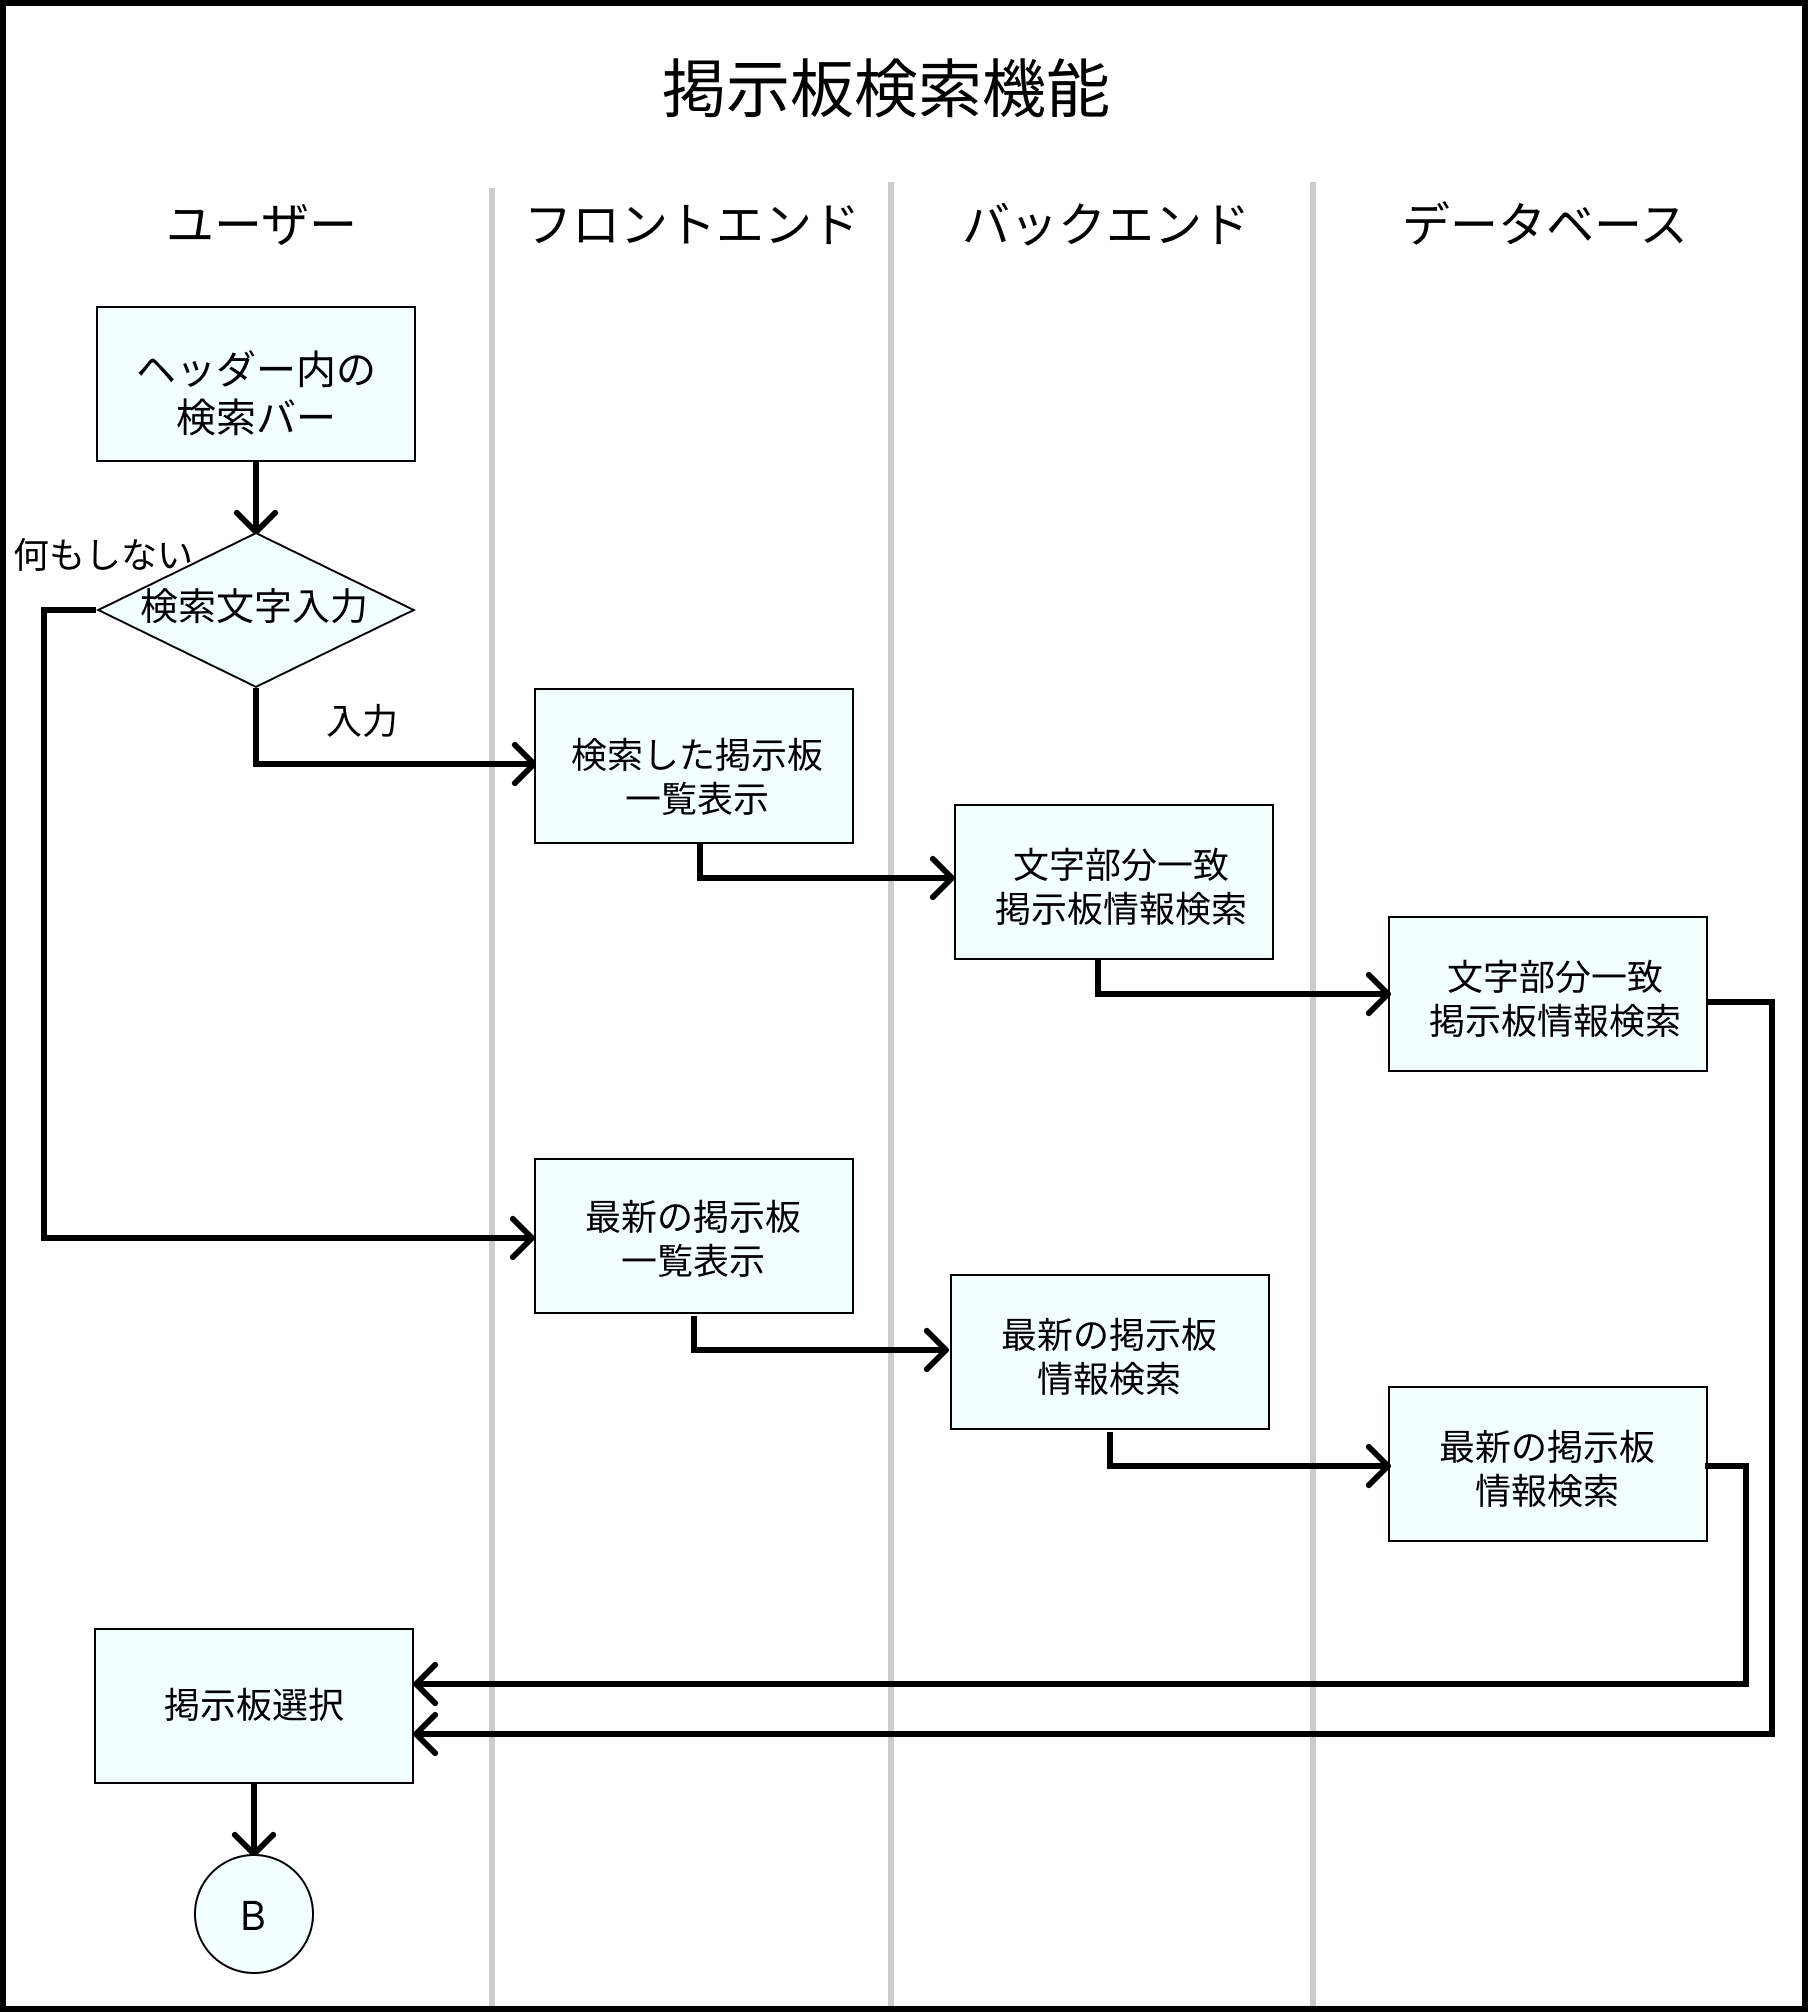 掲示板検索機能
ユーザー
フロントエンド
バックエンド
データベース
ヘッダー内の
検索バー
何もしない
検索文字入力
入力
検索した掲示板
一覧表示
文字部分一致
掲示板情報検索
文字部分一致
掲示板情報検索
最新の掲示板
一覧表示
最新の掲示板
情報検索
最新の掲示板
情報検索
掲示板選択
B